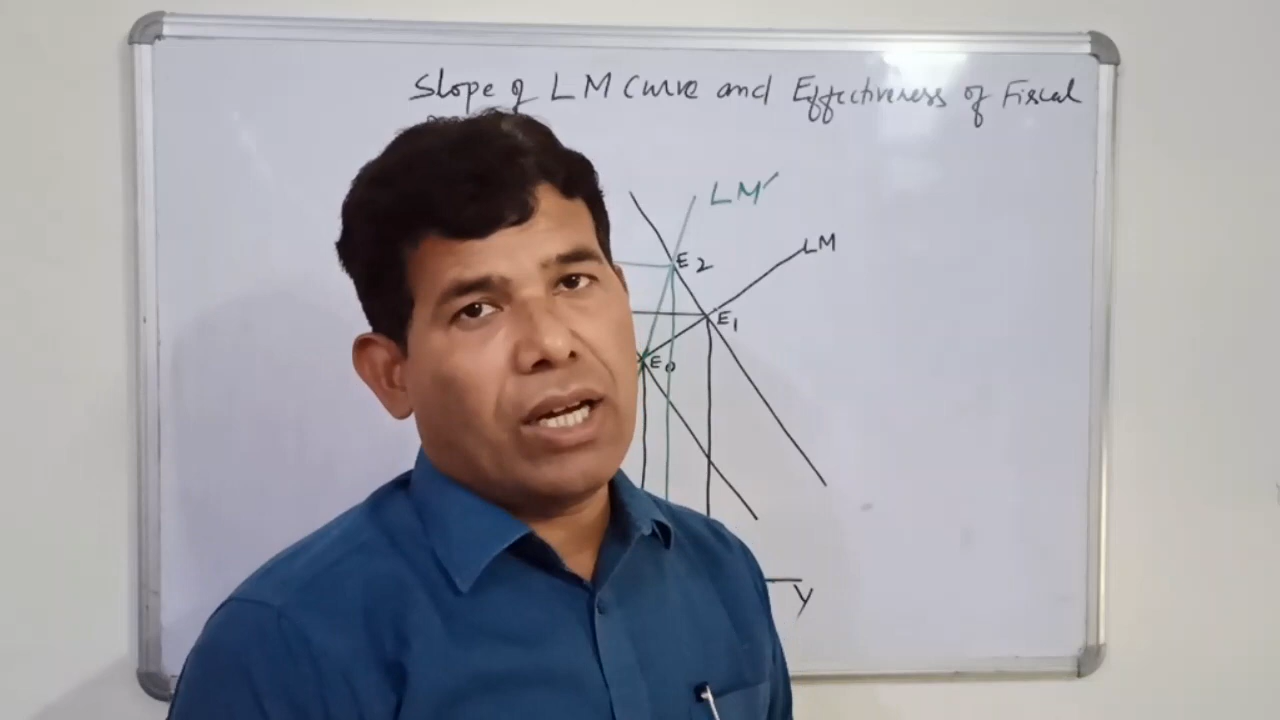 Slope of LM Curve and Effectiveness of Fiscal
LM′
LM
E2
E1
E0
Y